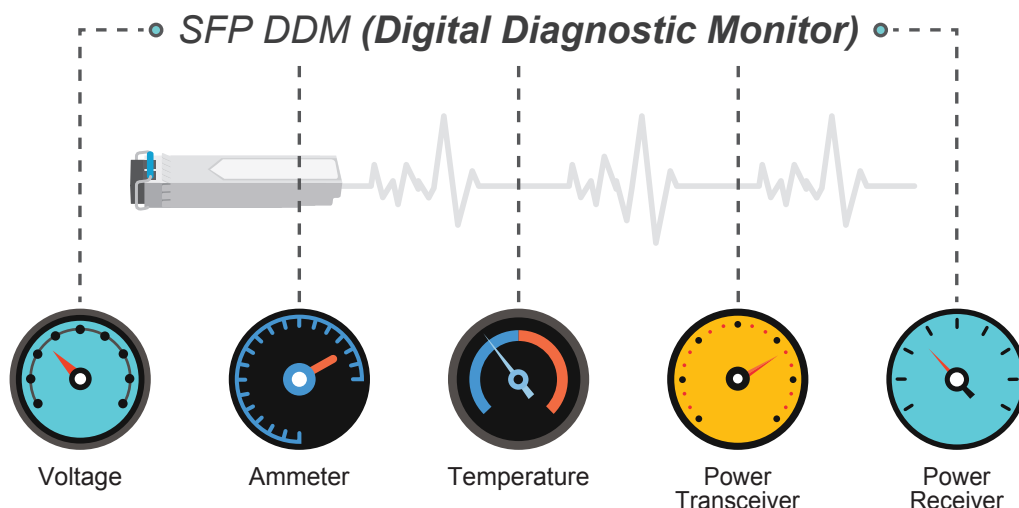 SFP DDM (Digital Diagnostic Monitor)
Voltage
Ammeter
Temperature
Power
Transceiver
Power
Receiver